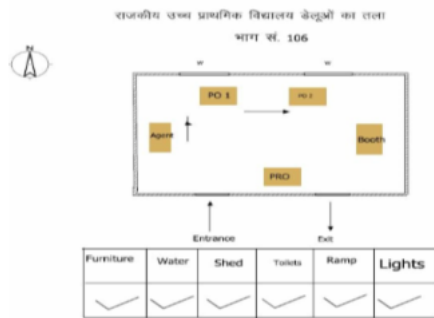 राजकीय उच्च प्राथमिक विद्यालय डेलूओं का तला
भाग सं. 106
N
W W
PO 1 PO 2
Agent Booth
PRO
Entrance Exit
Furniture Water Shed Toilets Ramp Lights